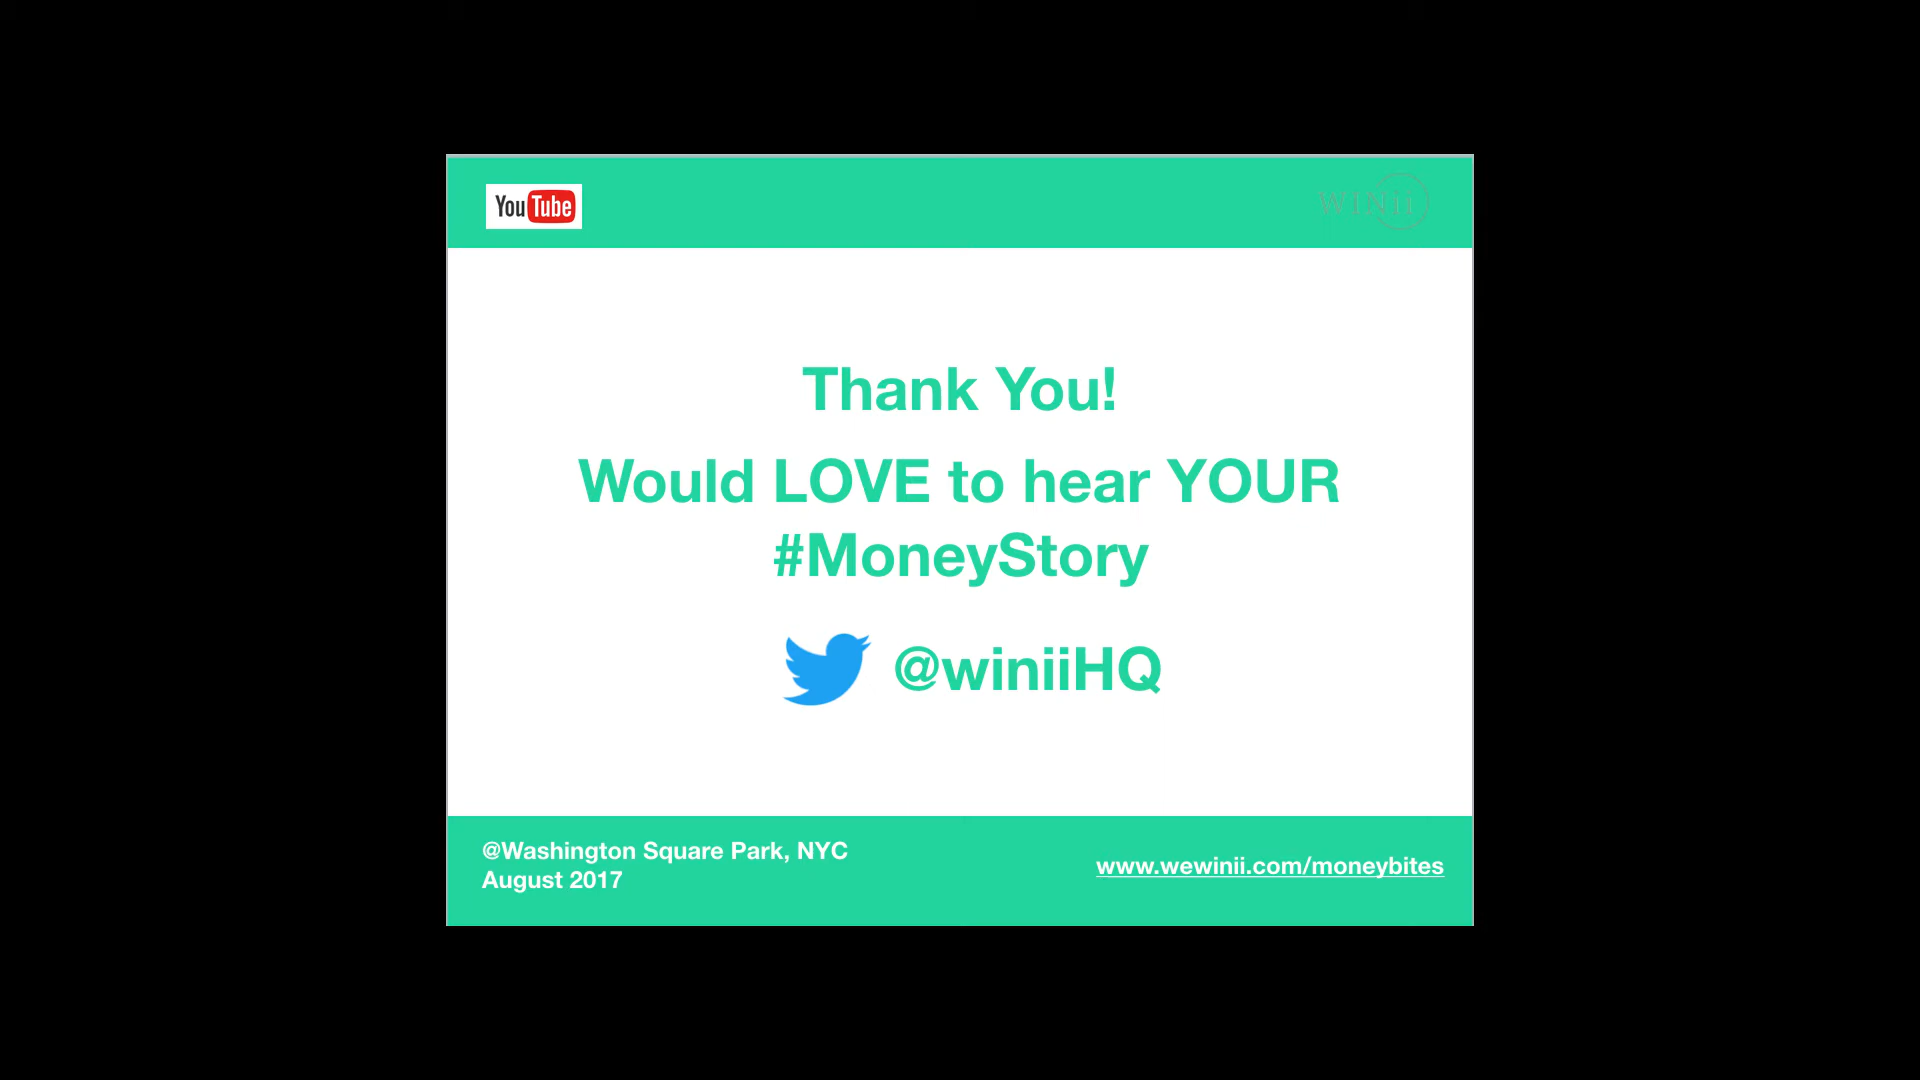 YouTube
WINii
Thank You!
Would LOVE to hear YOUR
#MoneyStory
@winiiHQ
@Washington Square Park, NYC
August 2017
www.wewinii.com/moneybites